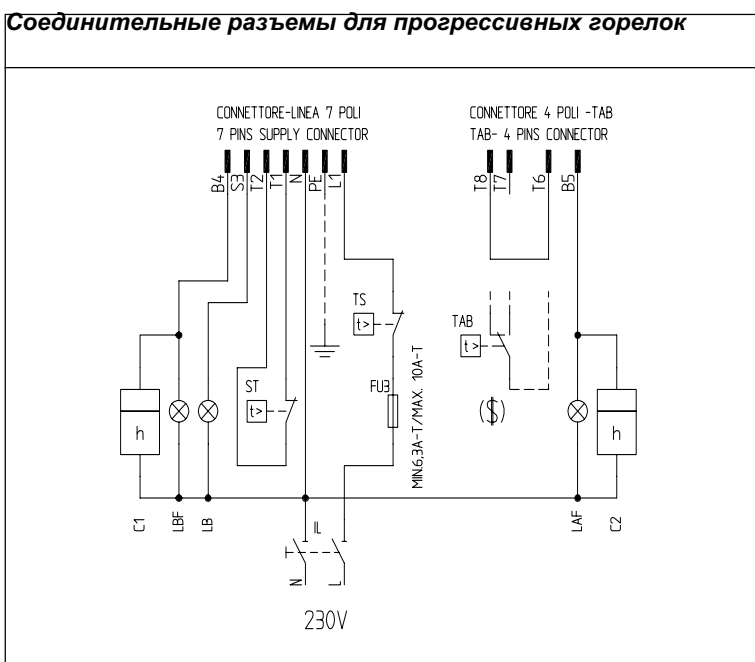 Соединительные разъемы для прогрессивных горелок
CONNETTORE-LINEA 7 POLI
7 PINS SUPPLY CONNECTOR
CONNETTORE 4 POLI -TAB
TAB- 4 PINS CONNECTOR
B4
S3
T2
T1
N
PE
L1
T8
T7
T6
B5
TS
t>
TAB
t>
ST
t>
FU3
MIN.6,3A-T/MAX. 10A-T
($)
h
h
C1
LBF
LB
IL
LAF
C2
N
L
230V